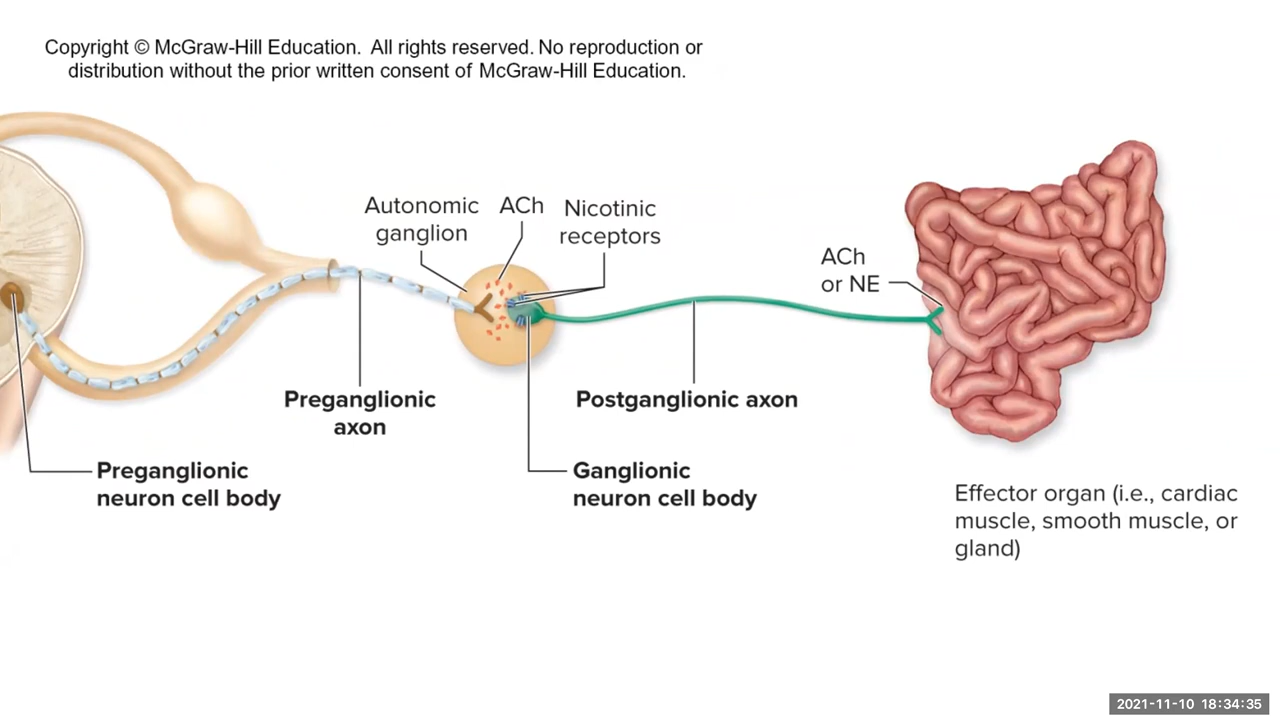 Copyright © McGraw-Hill Education. All rights reserved. No reproduction or
distribution without the prior written consent of McGraw-Hill Education.
Autonomic
ganglion
ACh
Nicotinic
receptors
ACh
or NE
Preganglionic
axon
Postganglionic axon
Preganglionic
neuron cell body
Ganglionic
neuron cell body
Effector organ (i.e., cardiac
muscle, smooth muscle, or
gland)
2021-11-10 18:34:35